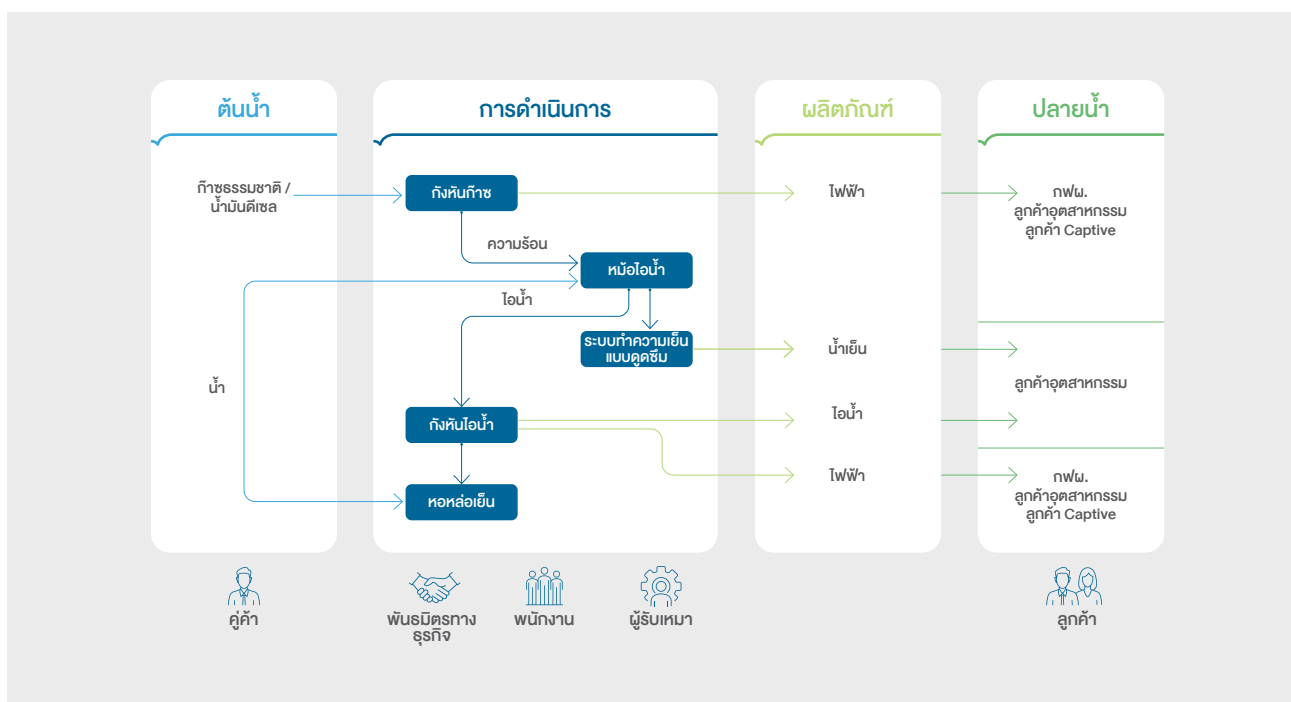 ต้นน้ำ
การดำเนินการ
ผลิตภัณฑ์
ปลายน้ำ
ก๊าซธรรมชาติ /
น้ำมันดีเซล
กังหันก๊าซ
ไฟฟ้า
กฟผ.
ลูกค้าอุตสาหกรรม
ลูกค้า Captive
ความร้อน
หม้อไอน้ำ
ไอน้ำ
ระบบทำความเย็น
แบบดูดซึม
น้ำเย็น
น้ำ
ลูกค้าอุตสาหกรรม
กังหันไอน้ำ
ไอน้ำ
ไฟฟ้า
กฟผ.
ลูกค้าอุตสาหกรรม
ลูกค้า Captive
หอหล่อเย็น
คู่ค้า
พันธมิตรทาง
ธุรกิจ
พนักงาน
ผู้รับเหมา
ลูกค้า